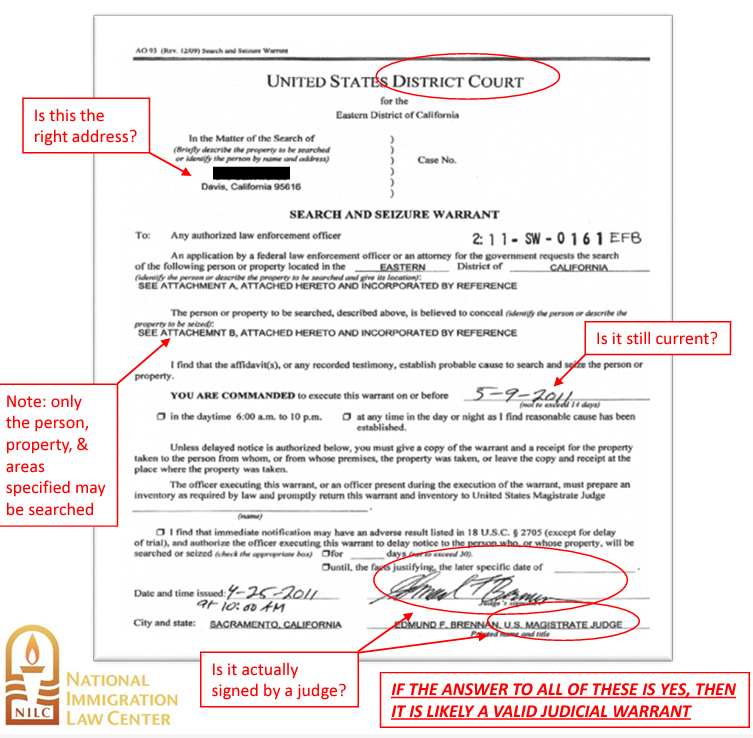 AO 93 (Rev. 12/09) Search and Seizure Warrant
UNITED STATES DISTRICT COURT
for the
Eastern District of California
Is this the
right address?
In the Matter of the Search of
(Briefly describe the property to be searched
or identify the person by name and address)
Davis, California 95616
)
)
)
)
)
)
Case No.
SEARCH AND SEIZURE WARRANT
To: Any authorized law enforcement officer
2:11-SW-0161 EFB
An application by a federal law enforcement officer or an attorney for the government requests the search
of the following person or property located in the EASTERN District of CALIFORNIA
(identify the person or describe the property to be searched and give its location):
SEE ATTACHMENT A, ATTACHED HERETO AND INCORPORATED BY REFERENCE
The person or property to be searched, described above, is believed to conceal (identify the person or describe the
property to be seized):
SEE ATTACHEMNT B, ATTACHED HERETO AND INCORPORATED BY REFERENCE
Is it still current?
I find that the affidavit(s), or any recorded testimony, establish probable cause to search and seize the person or
property.
YOU ARE COMMANDED to execute this warrant on or before 5-9-2011
(not to exceed 14 days)
in the daytime 6:00 a.m. to 10 p.m. at any time in the day or night as I find reasonable cause has been
established.
Note: only
the person,
property, &
areas
specified may
be searched
Unless delayed notice is authorized below, you must give a copy of the warrant and a receipt for the property
taken to the person from whom, or from whose premises, the property was taken, or leave the copy and receipt at the
place where the property was taken.
The officer executing this warrant, or an officer present during the execution of the warrant, must prepare an
inventory as required by law and promptly return this warrant and inventory to United States Magistrate Judge
.
(name)
I find that immediate notification may have an adverse result listed in 18 U.S.C. § 2705 (except for delay
of trial), and authorize the officer executing this warrant to delay notice to the person who, or whose property, will be
searched or seized (check the appropriate box) for days (not to exceed 30).
until, the facts justifying, the later specific date of .
Date and time issued: 4-25-2011
at 10:00 AM
Judge's signature
City and state: SACRAMENTO, CALIFORNIA EDMUND F. BRENNAN, U.S. MAGISTRATE JUDGE
Printed name and title
Is it actually
signed by a judge?
NILC
NATIONAL
IMMIGRATION
LAW CENTER
IF THE ANSWER TO ALL OF THESE IS YES, THEN
IT IS LIKELY A VALID JUDICIAL WARRANT